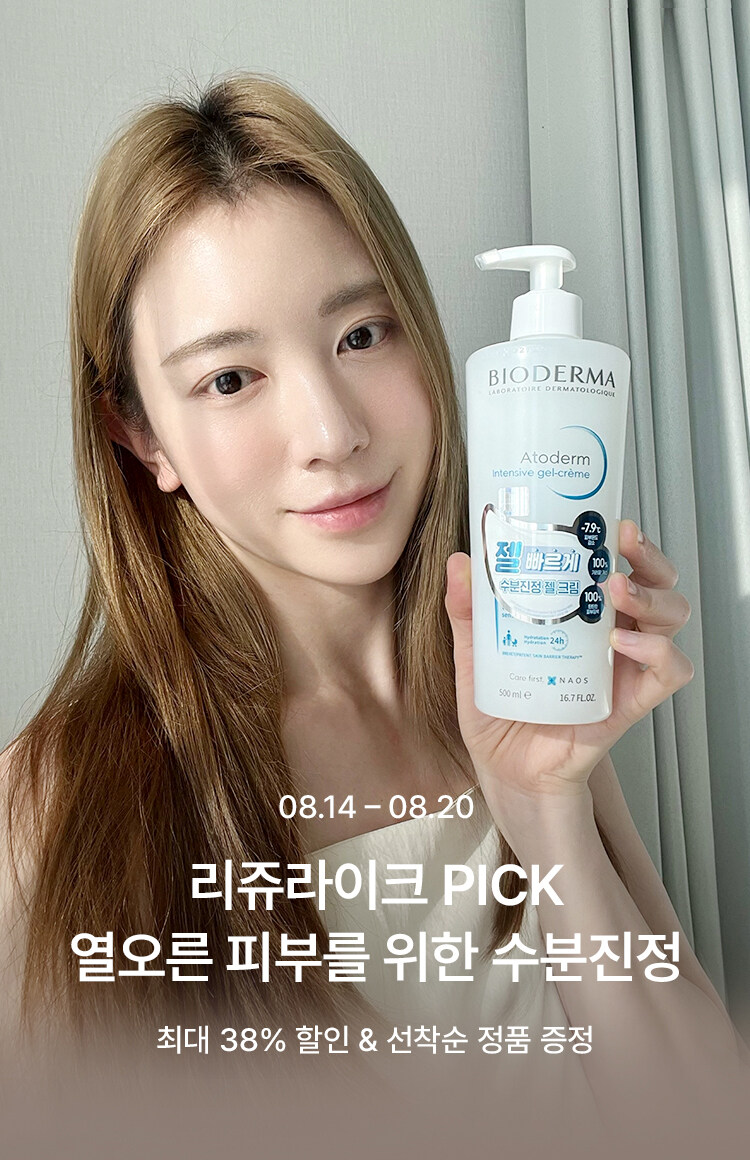 BIODERMA
LABORATOIRE DERMATOLOGIQUE
Atoderm
Intensive gel-crème
-7.9℃
젤 빠르게
100%
수분진정 젤 크림
100%
Hydratation
Hydration
24h
Care first.
NAOS
500 ml ℮
16.7 FL.OZ.
08.14 – 08.20
리쥬라이크 PICK
열오른 피부를 위한 수분진정
최대 38% 할인 & 선착순 정품 증정